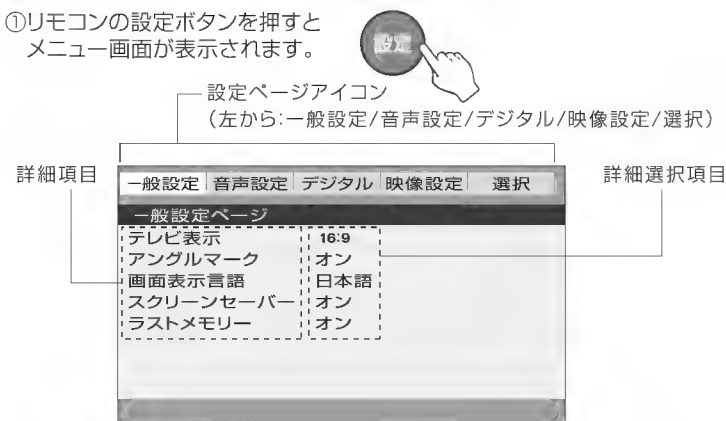 ①リモコンの設定ボタンを押すと
メニュー画面が表示されます。
設定
設定ページアイコン
(左から:一般設定/音声設定/デジタル/映像設定/選択)
詳細項目
詳細選択項目
一般設定 音声設定 デジタル 映像設定 選択
一般設定ページ
テレビ表示 16:9
アングルマーク オン
画面表示言語 日本語
スクリーンセーバー オン
ラストメモリー オン